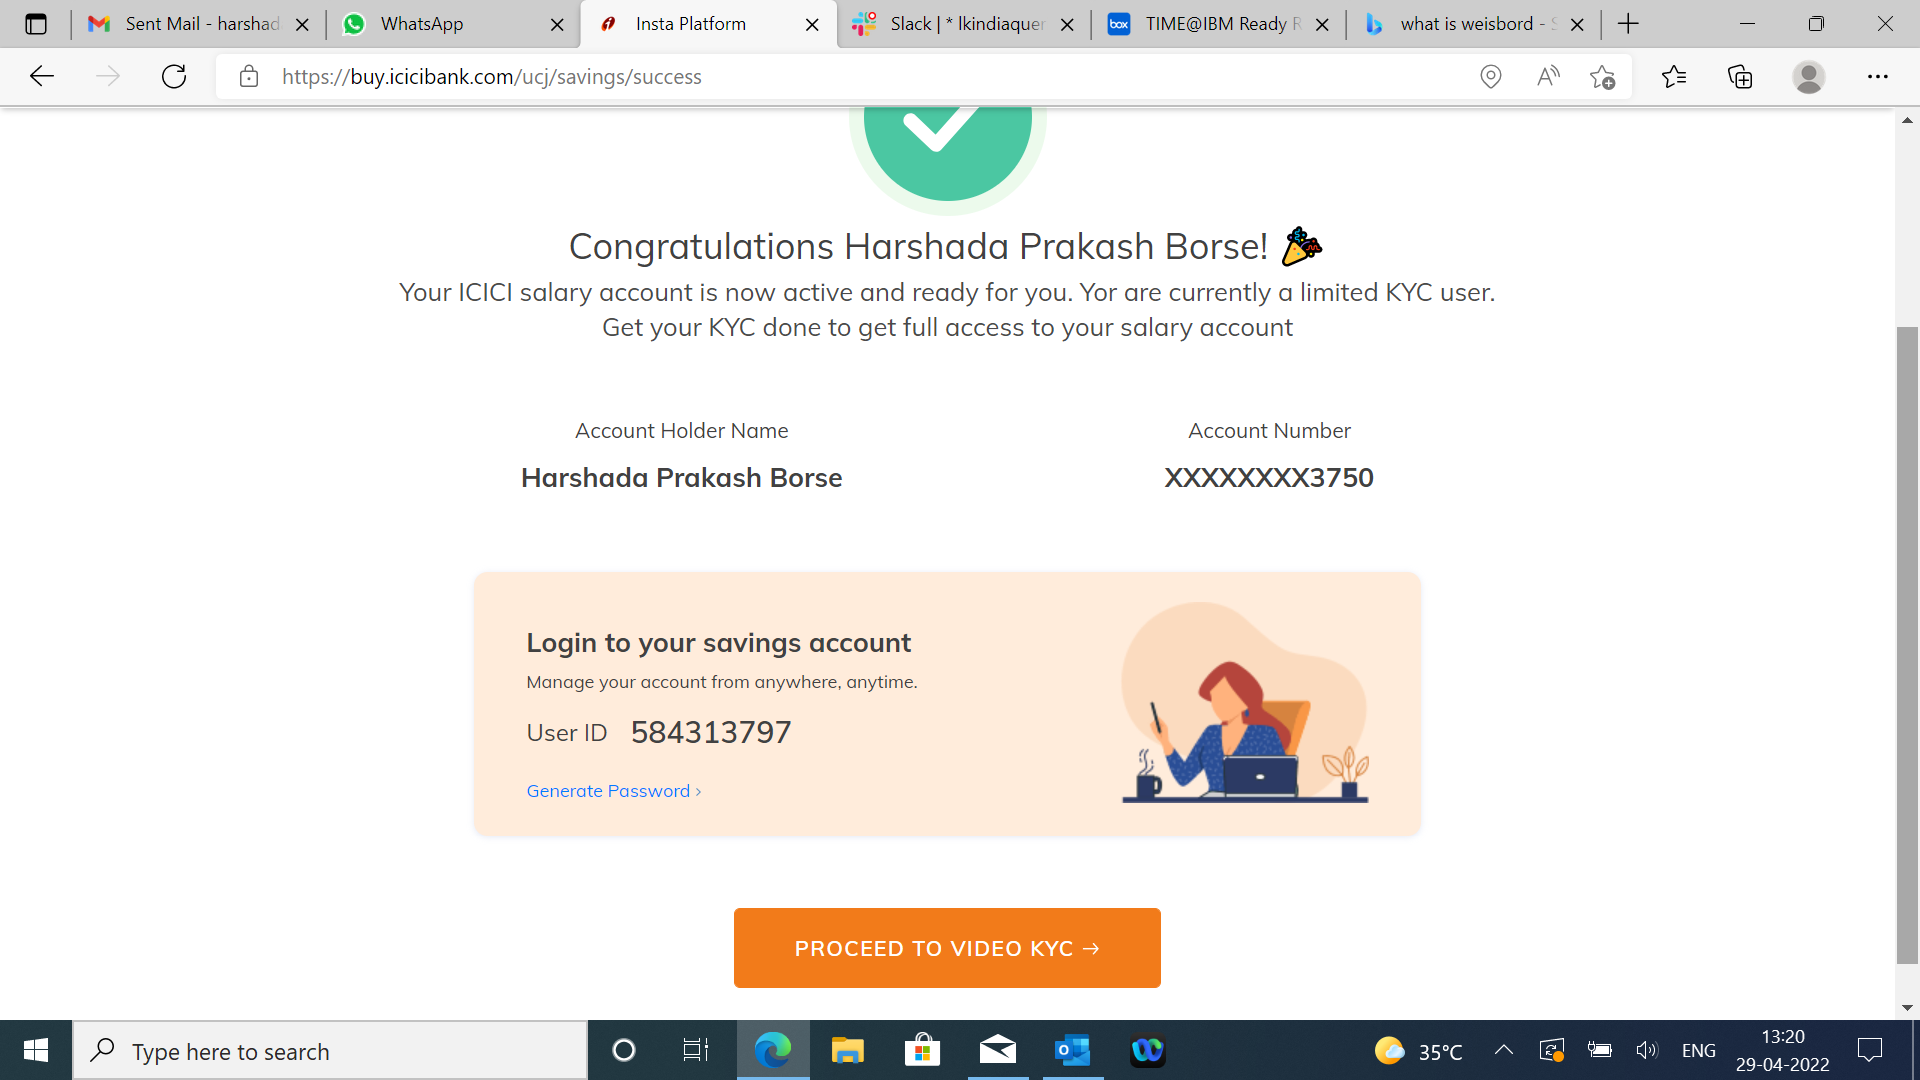 Sent Mail - harshad
WhatsApp
Insta Platform
Slack | * lkindiaquer
TIME@IBM Ready R
what is weisbord - S
https://buy.icicibank.com/ucj/savings/success
Congratulations Harshada Prakash Borse!
Your ICICI salary account is now active and ready for you. Yor are currently a limited KYC user.
Get your KYC done to get full access to your salary account
Account Holder Name
Account Number
Harshada Prakash Borse
XXXXXXXX3750
Login to your savings account
Manage your account from anywhere, anytime.
User ID 584313797
Generate Password ›
PROCEED TO VIDEO KYC →
Type here to search
35°C
ENG
13:20
29-04-2022